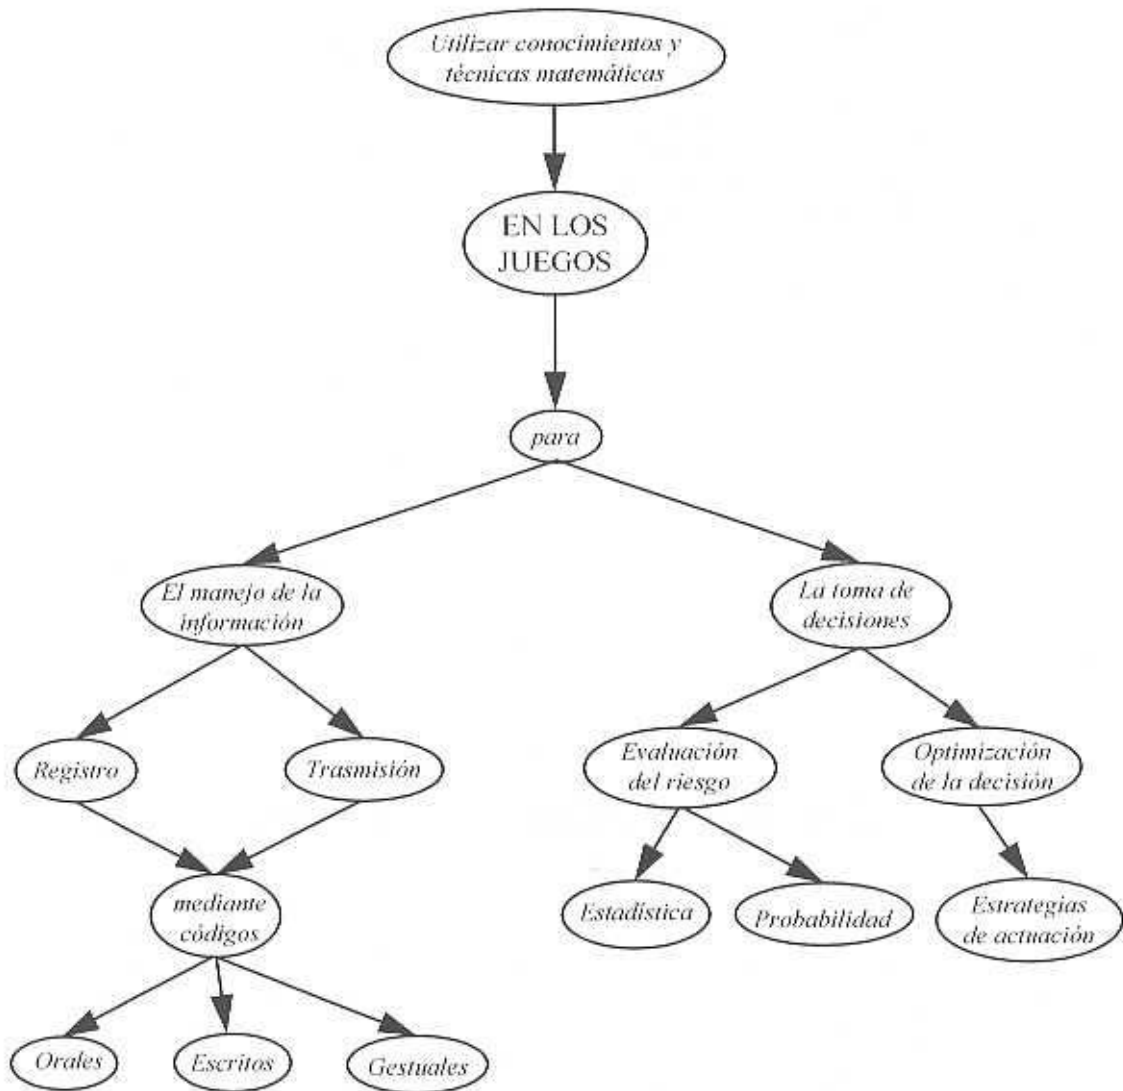 Utilizar conocimientos y
técnicas matemáticas
EN LOS
JUEGOS
para
El manejo de la
información
La toma de
decisiones
Registro
Trasmisión
Evaluación
del riesgo
Optimización
de la decisión
mediante
códigos
Estadística
Probabilidad
Estrategias
de actuación
Orales
Escritos
Gestuales